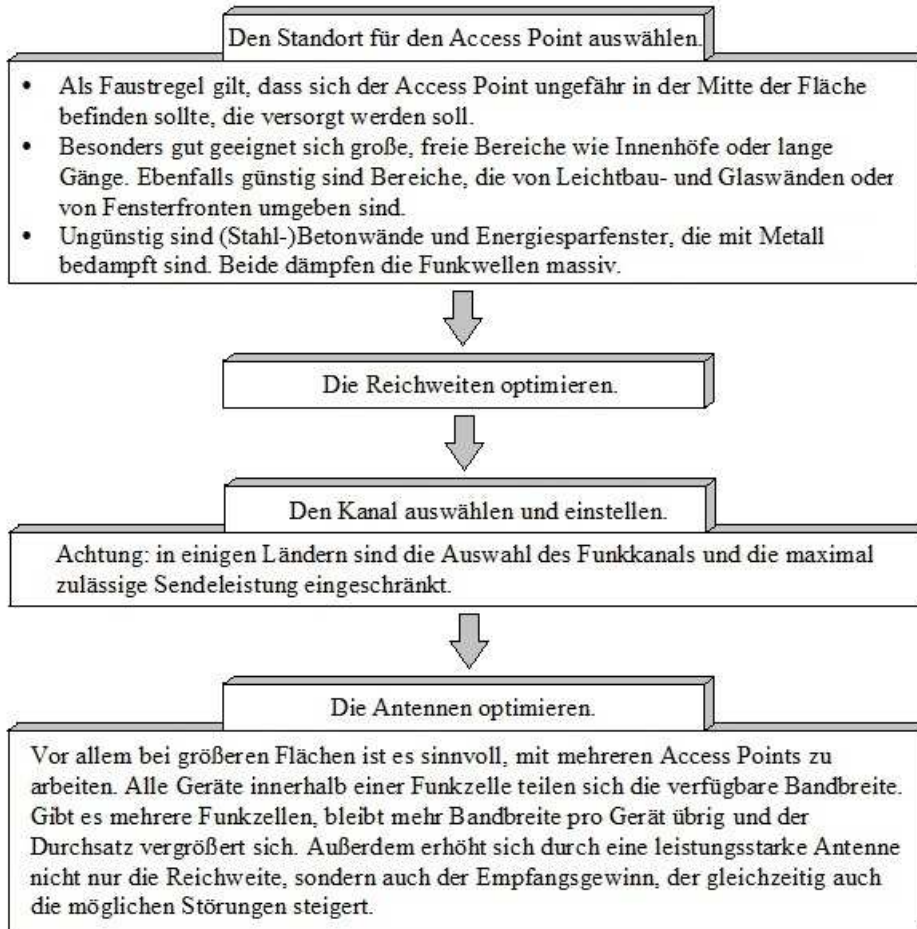 Den Standort für den Access Point auswählen.
• Als Faustregel gilt, dass sich der Access Point ungefähr in der Mitte der Fläche
befinden sollte, die versorgt werden soll.
• Besonders gut geeignet sich große, freie Bereiche wie Innenhöfe oder lange
Gänge. Ebenfalls günstig sind Bereiche, die von Leichtbau- und Glaswänden oder
von Fensterfronten umgeben sind.
• Ungünstig sind (Stahl-)Betonwände und Energiesparfenster, die mit Metall
bedampft sind. Beide dämpfen die Funkwellen massiv.
Die Reichweiten optimieren.
Den Kanal auswählen und einstellen.
Achtung: in einigen Ländern sind die Auswahl des Funkkanals und die maximal
zulässige Sendeleistung eingeschränkt.
Die Antennen optimieren.
Vor allem bei größeren Flächen ist es sinnvoll, mit mehreren Access Points zu
arbeiten. Alle Geräte innerhalb einer Funkzelle teilen sich die verfügbare Bandbreite.
Gibt es mehrere Funkzellen, bleibt mehr Bandbreite pro Gerät übrig und der
Durchsatz vergrößert sich. Außerdem erhöht sich durch eine leistungsstarke Antenne
nicht nur die Reichweite, sondern auch der Empfangsgewinn, der gleichzeitig auch
die möglichen Störungen steigert.